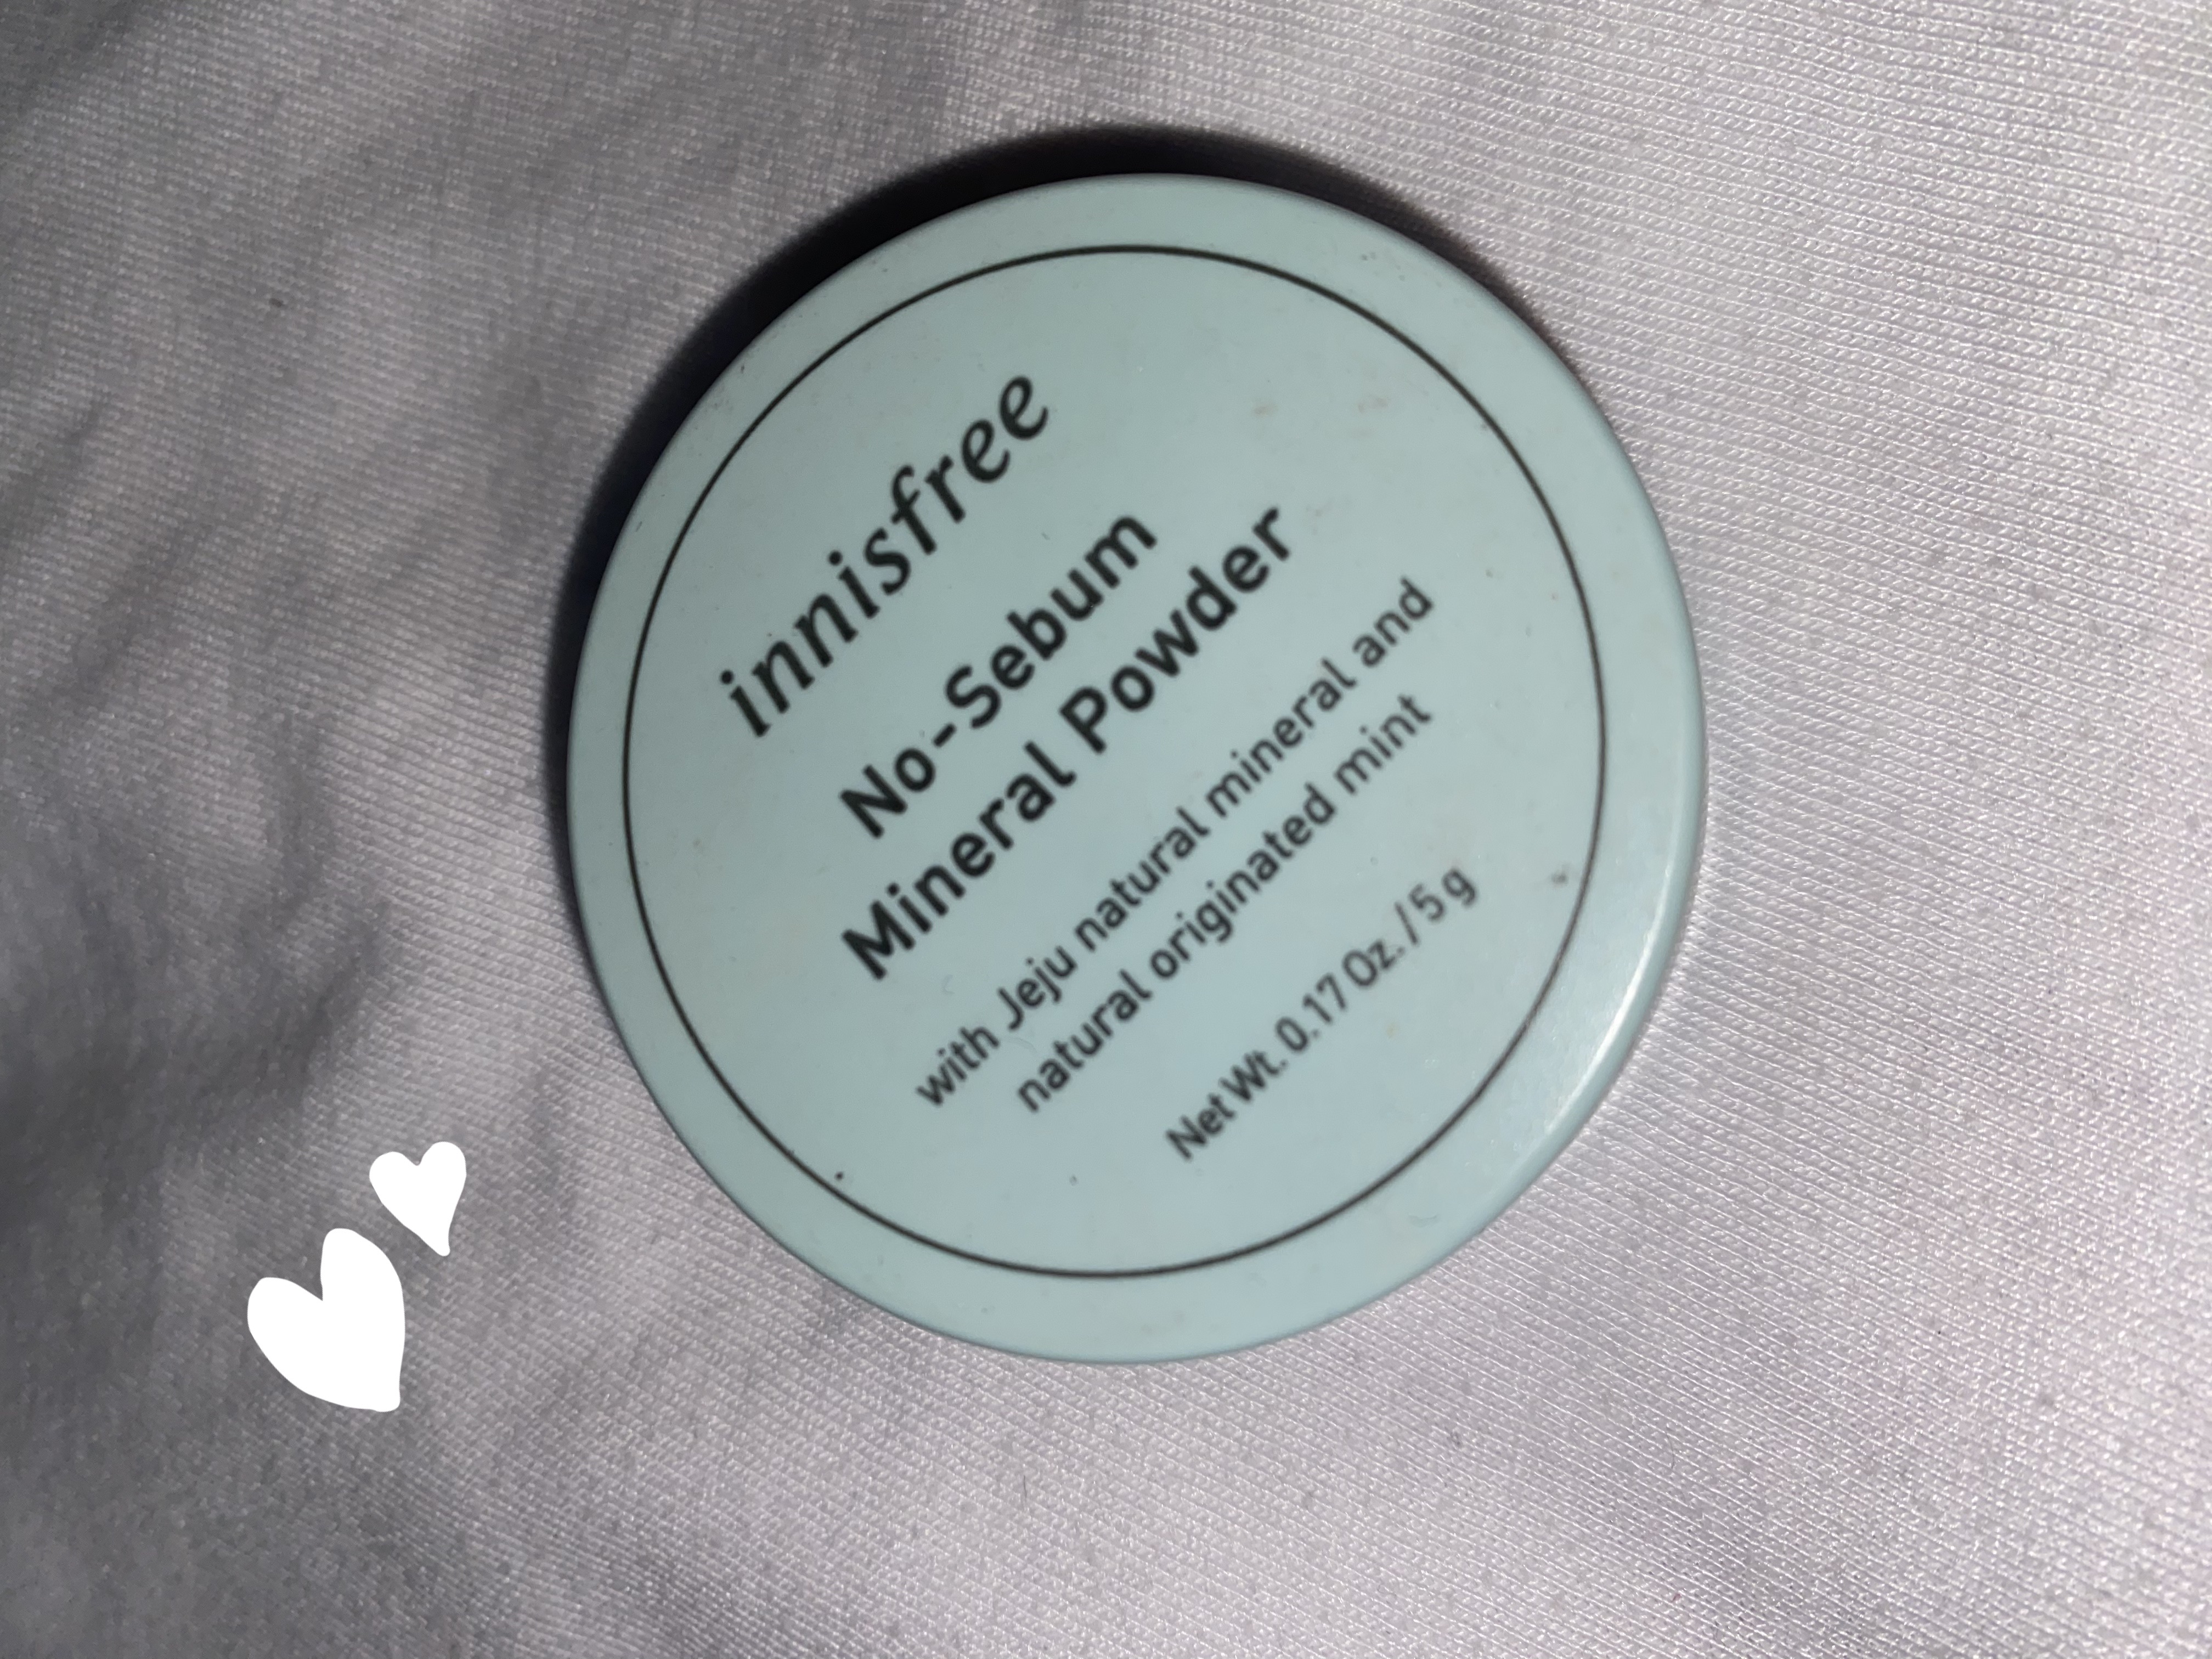 innisfree
No-Sebum
Mineral Powder
with Jeju natural mineral and
natural originated mint
Net Wt. 0.17 Oz. / 5 g